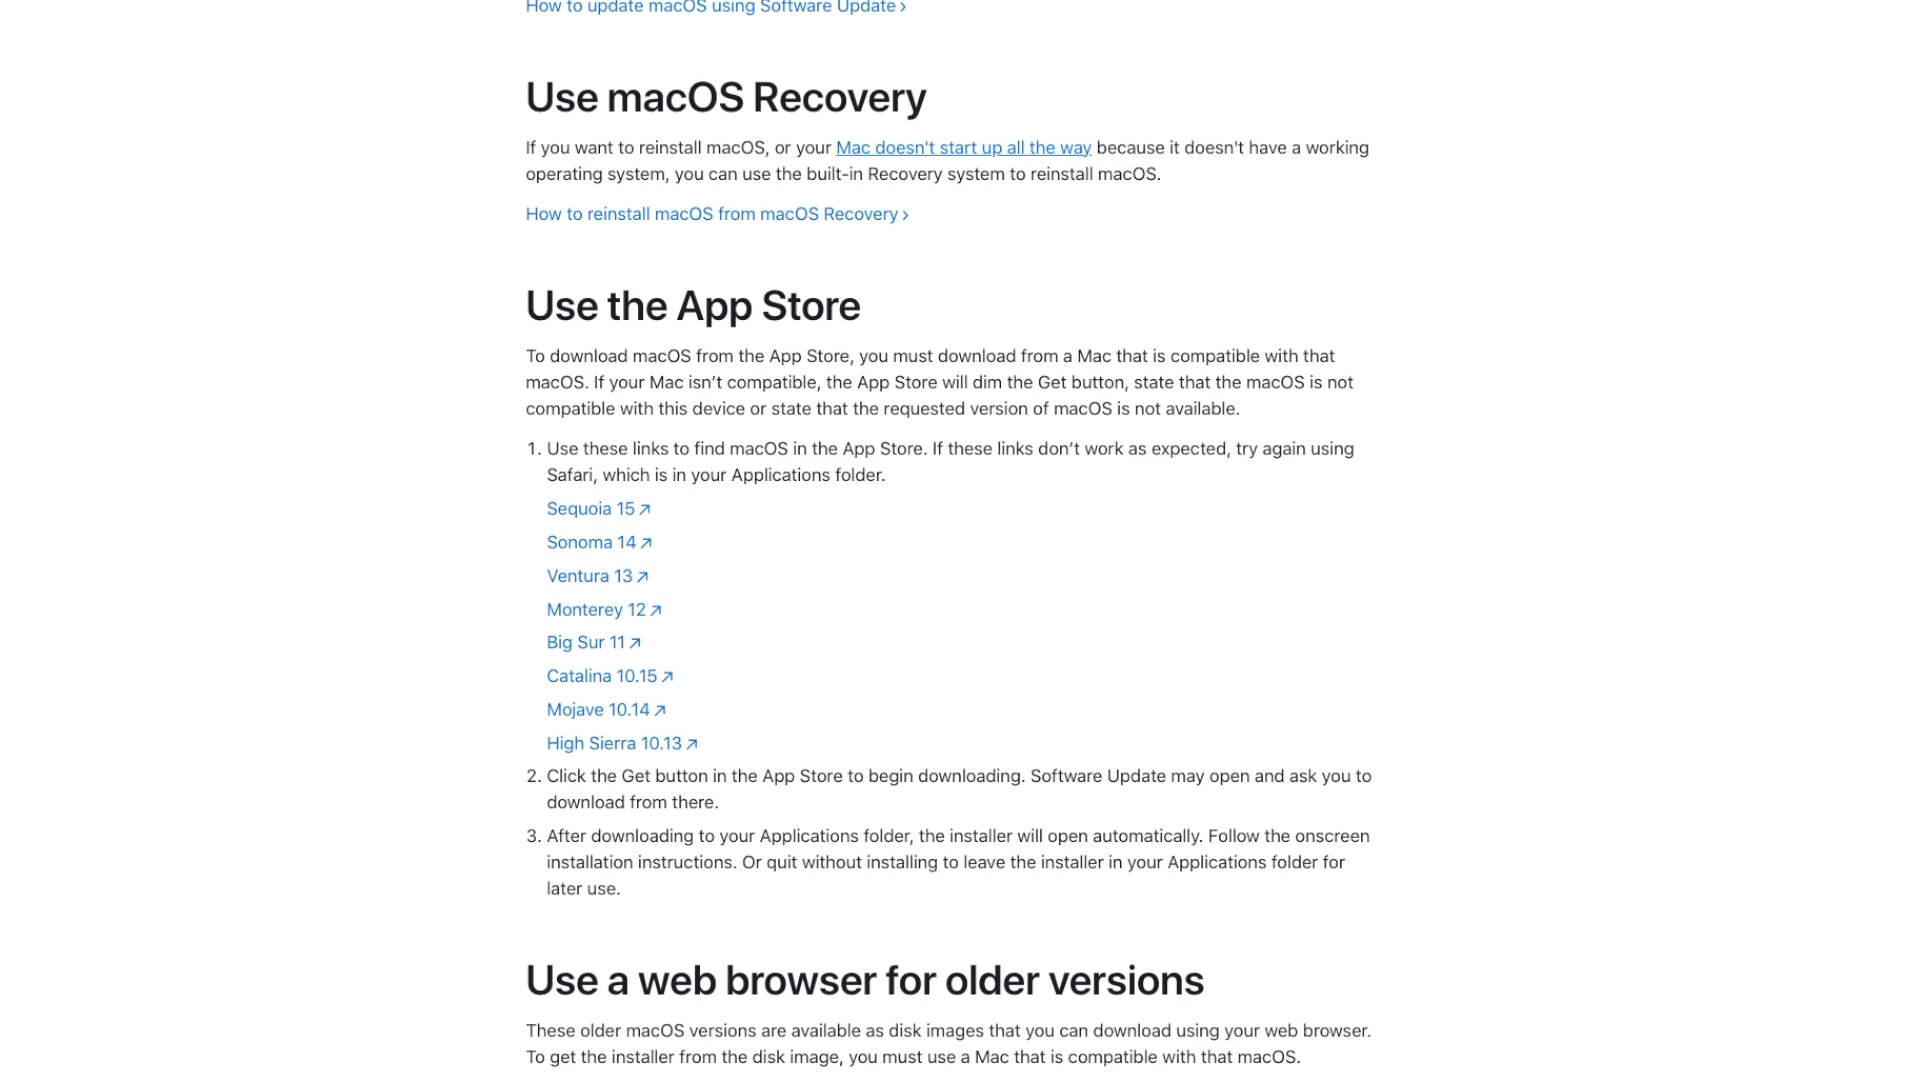 How to update macOS using Software Update ›
Use macOS Recovery
If you want to reinstall macOS, or your Mac doesn't start up all the way because it doesn't have a working
operating system, you can use the built-in Recovery system to reinstall macOS.
How to reinstall macOS from macOS Recovery ›
Use the App Store
To download macOS from the App Store, you must download from a Mac that is compatible with that
macOS. If your Mac isn’t compatible, the App Store will dim the Get button, state that the macOS is not
compatible with this device or state that the requested version of macOS is not available.
1. Use these links to find macOS in the App Store. If these links don’t work as expected, try again using
Safari, which is in your Applications folder.
Sequoia 15 ↗
Sonoma 14 ↗
Ventura 13 ↗
Monterey 12 ↗
Big Sur 11 ↗
Catalina 10.15 ↗
Mojave 10.14 ↗
High Sierra 10.13 ↗
2. Click the Get button in the App Store to begin downloading. Software Update may open and ask you to
download from there.
3. After downloading to your Applications folder, the installer will open automatically. Follow the onscreen
installation instructions. Or quit without installing to leave the installer in your Applications folder for
later use.
Use a web browser for older versions
These older macOS versions are available as disk images that you can download using your web browser.
To get the installer from the disk image, you must use a Mac that is compatible with that macOS.